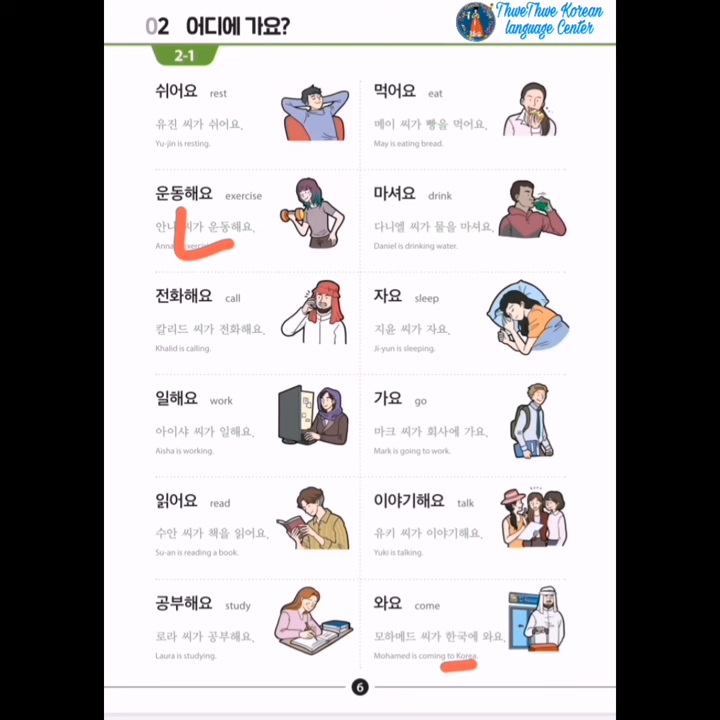 02 어디에 가요?
ThweThwe Korean
language Center
2-1
쉬어요 rest
유진 씨가 쉬어요.
Yu-jin is resting.
먹어요 eat
메이 씨가 빵을 먹어요.
May is eating bread.
운동해요 exercise
안나 씨가 운동해요.
Anna exercis
마셔요 drink
다니엘 씨가 물을 마셔요.
Daniel is drinking water.
전화해요 call
칼리드 씨가 전화해요.
Khalid is calling.
자요 sleep
지윤 씨가 자요.
Ji-yun is sleeping.
일해요 work
아이샤 씨가 일해요.
Aisha is working.
가요 go
마크 씨가 회사에 가요.
Mark is going to work.
읽어요 read
수안 씨가 책을 읽어요.
Su-an is reading a book.
이야기해요 talk
유키 씨가 이야기해요.
Yuki is talking.
공부해요 study
로라 씨가 공부해요.
Laura is studying.
와요 come
모하메드 씨가 한국에 와요.
Mohamed is coming to Korea.
6